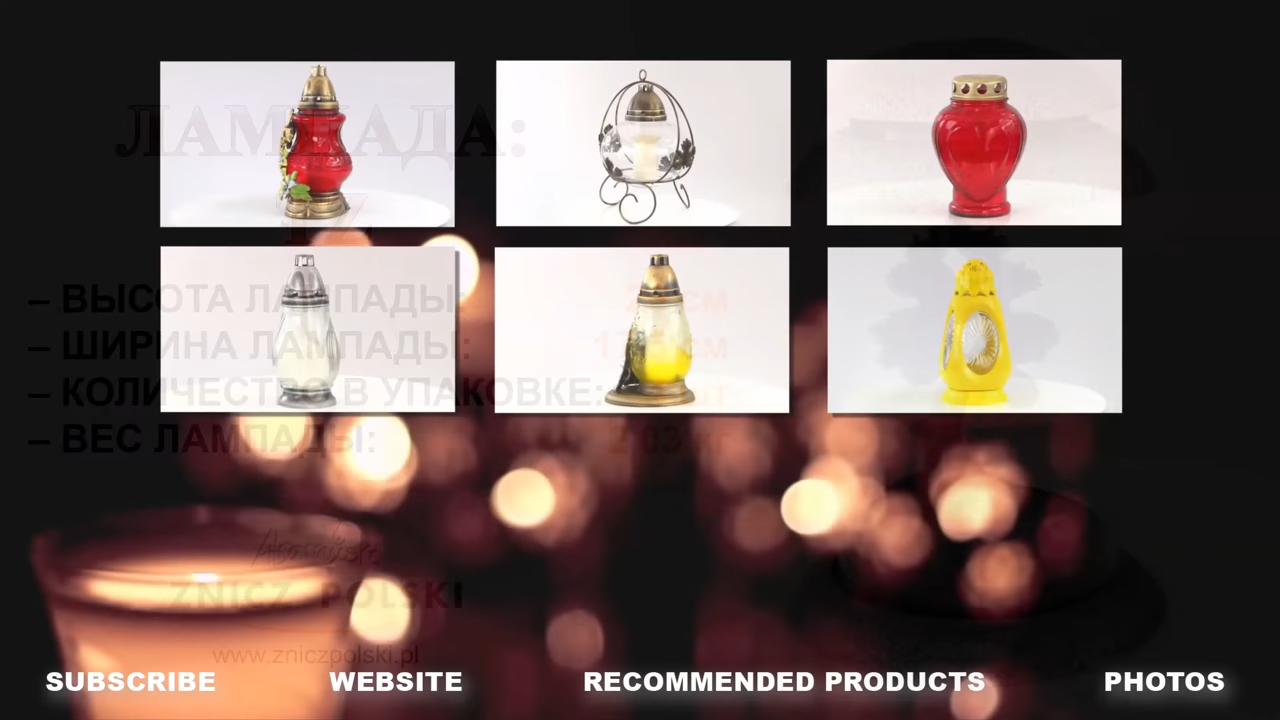 ЛАМПАДА:
– ВЫСОТА ЛАМПАДЫ:
– ШИРИНА ЛАМПАДЫ:
– КОЛИЧЕСТВО В УПАКОВКЕ:
– ВЕС ЛАМПАДЫ:
ZNICZ POLSKI
www.zniczpolski.pl
SUBSCRIBE WEBSITE RECOMMENDED PRODUCTS PHOTOS